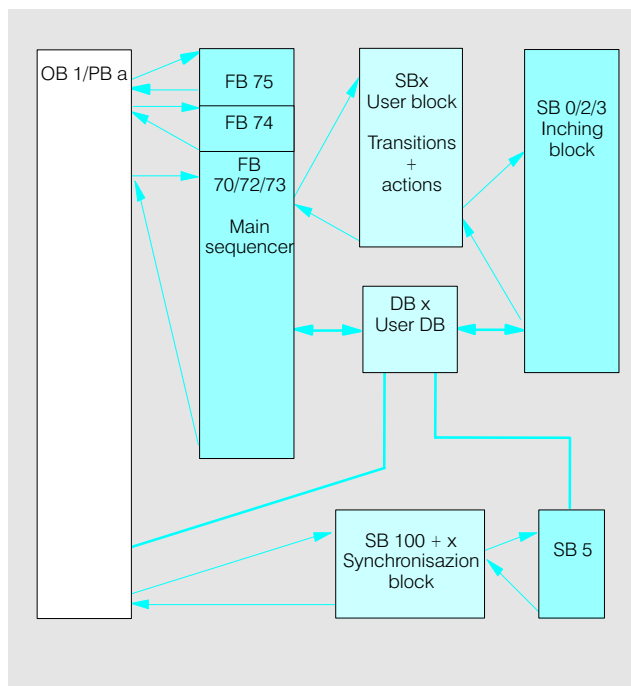 OB 1/PB a
FB 75
FB 74
FB
70/72/73
Main
sequencer
SBx
User block
Transitions
+
actions
SB 0/2/3
Inching
block
DB x
User DB
SB 100 + x
Synchronisazion
block
SB 5